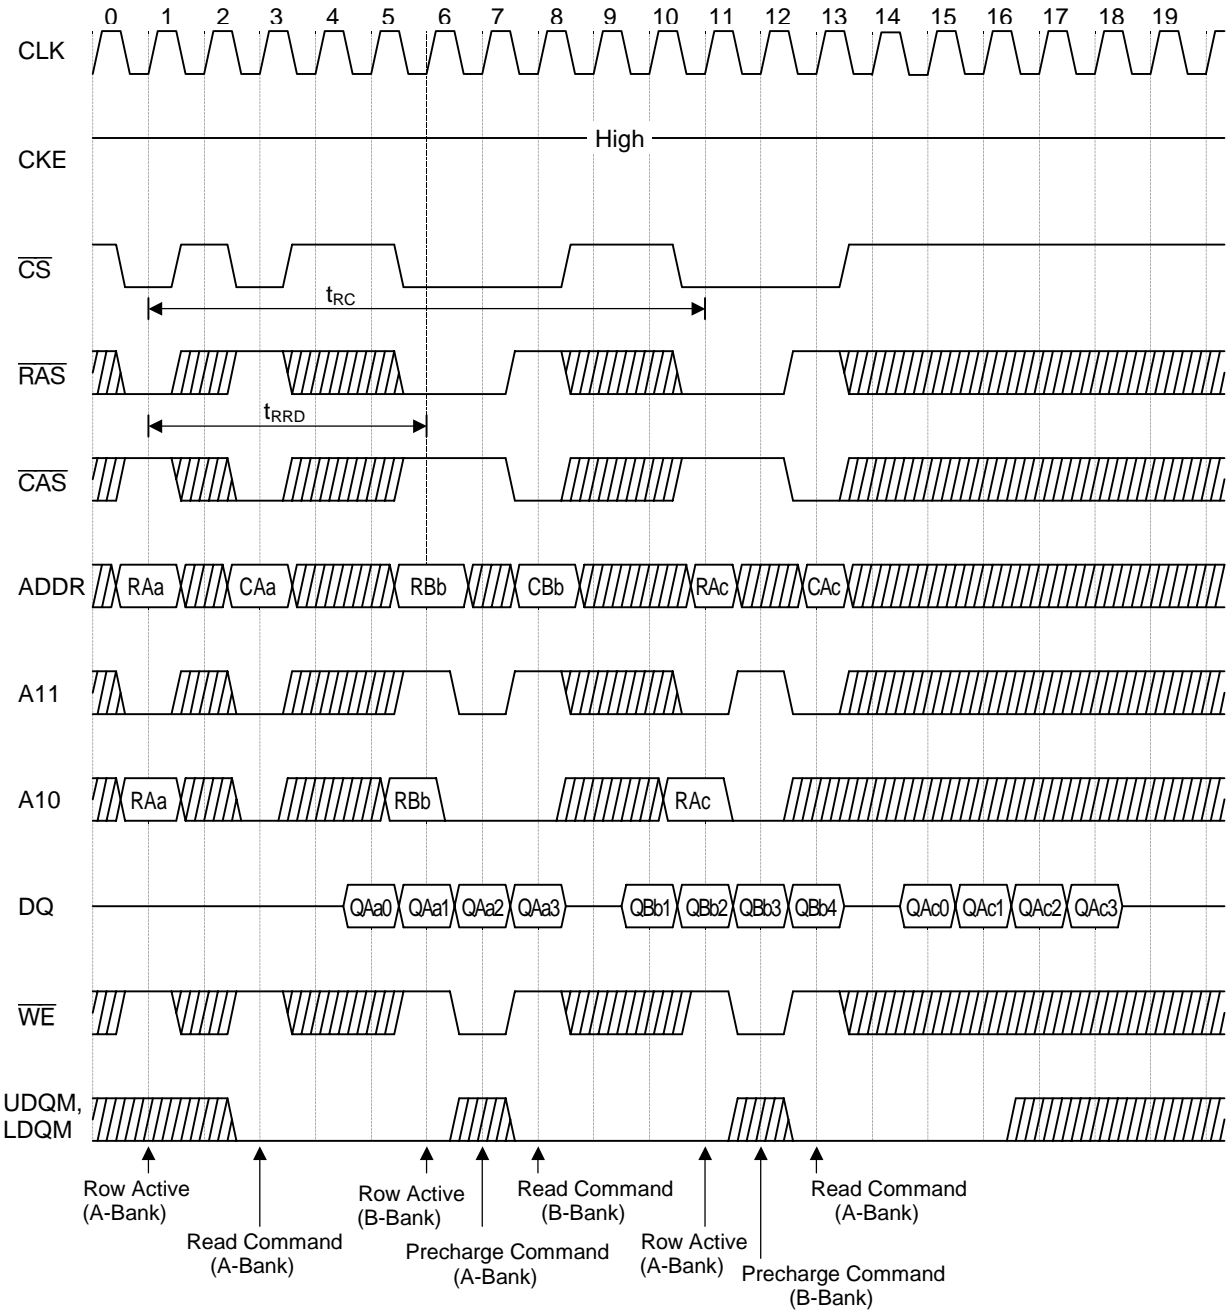 0 1 2 3 4 5 6 7 8 9 10 11 12 13 14 15 16 17 18 19
CLK
High
CKE
CS
tRC
RAS
tRRD
CAS
ADDR RAa CAa RBb CBb RAc CAc
A11
A10 RAa RBb RAc
DQ QAa0 QAa1 QAa2 QAa3 QBb1 QBb2 QBb3 QBb4 QAc0 QAc1 QAc2 QAc3
WE
UDQM,
LDQM
Row Active
(A-Bank)
Read Command
(A-Bank)
Row Active
(B-Bank)
Precharge Command
(A-Bank)
Read Command
(B-Bank)
Row Active
(A-Bank)
Precharge Command
(B-Bank)
Read Command
(A-Bank)